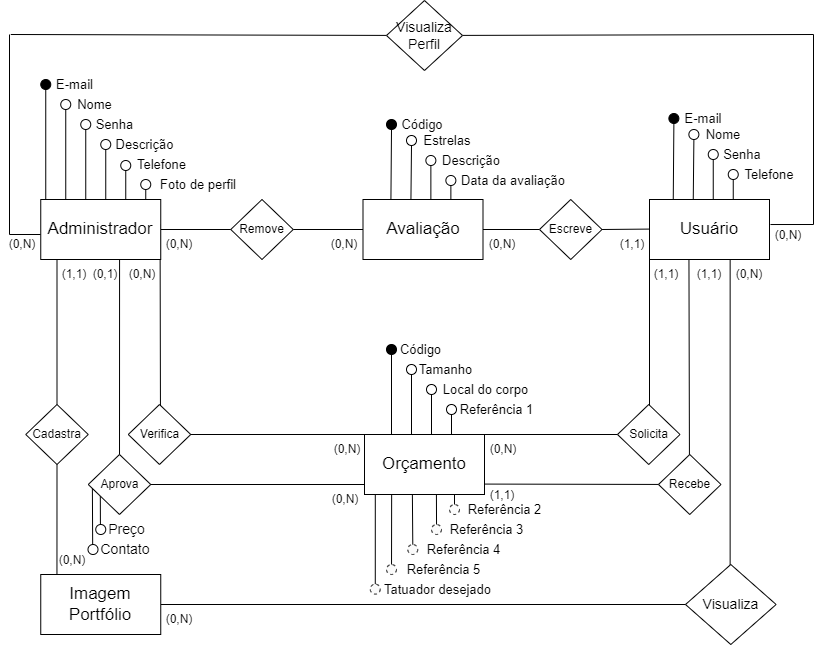 Visualiza
Perfil
E-mail
Nome
Senha
Descrição
Telefone
Foto de perfil
Código
Estrelas
Descrição
Data da avaliação
E-mail
Nome
Senha
Telefone
Administrador
Remove
Avaliação
Escreve
Usuário
(0,N)
(0,N)
(0,N)
(0,N)
(1,1)
(0,N)
(1,1)
(0,1)
(0,N)
(1,1)
(1,1)
(0,N)
Código
Tamanho
Local do corpo
Referência 1
Cadastra
Verifica
(0,N)
(0,N)
Solicita
Orçamento
Aprova
(0,N)
(1,1)
Recebe
Preço
Contato
Referência 2
Referência 3
Referência 4
Referência 5
Tatuador desejado
(0,N)
Imagem
Portfólio
(0,N)
Visualiza